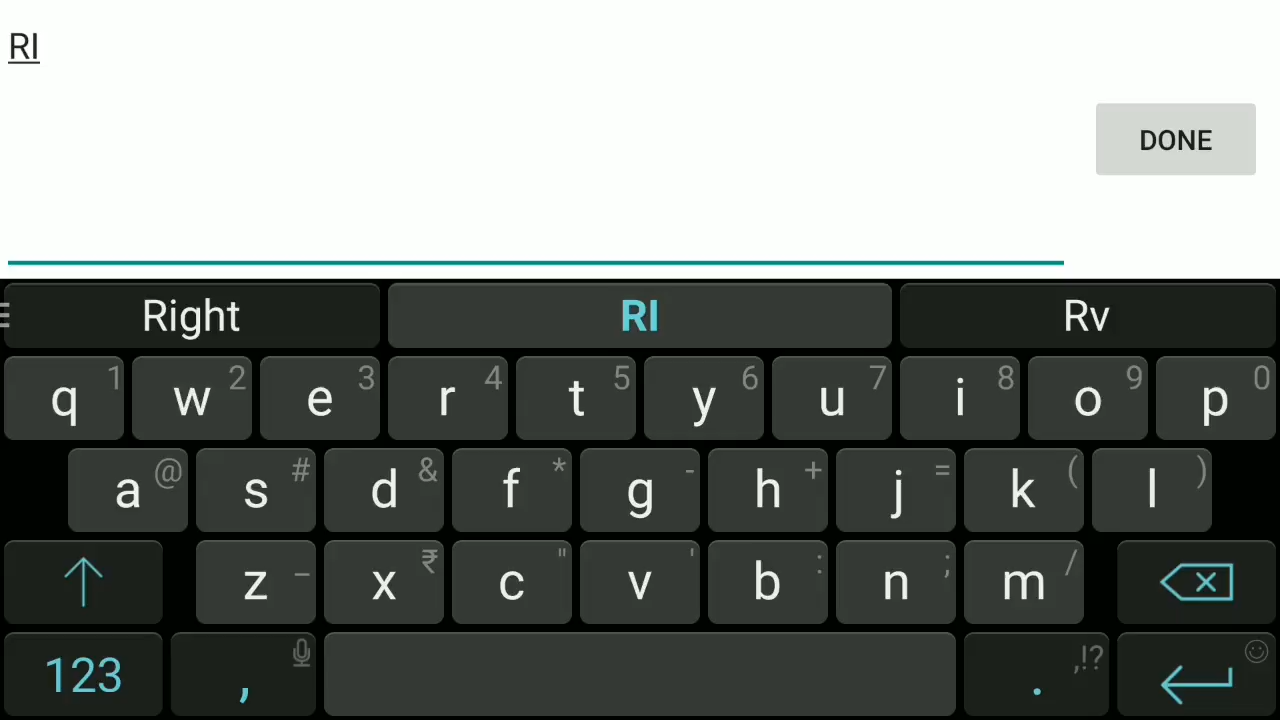 RI
DONE
Right RI Rv
q 1 w 2 e 3 r 4 t 5 y 6 u 7 i 8 o 9 p 0
a @ s # d & f * g - h + j = k ( l )
z _ x ₹ c " v ' b : n ; m /
123 , . ,!?